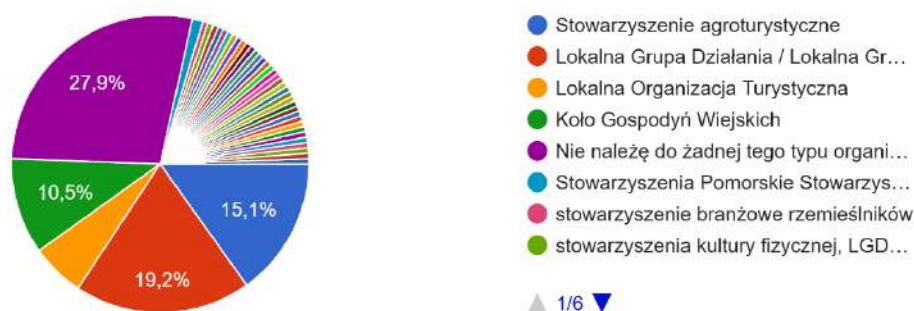 27,9%
10,5%
15,1%
19,2%
Stowarzyszenie agroturystyczne
Lokalna Grupa Działania / Lokalna Gr...
Lokalna Organizacja Turystyczna
Koło Gospodyń Wiejskich
Nie należę do żadnej tego typu organi...
Stowarzyszenia Pomorskie Stowarzys...
stowarzyszenie branżowe rzemieślników
stowarzyszenia kultury fizycznej, LGD...
1/6